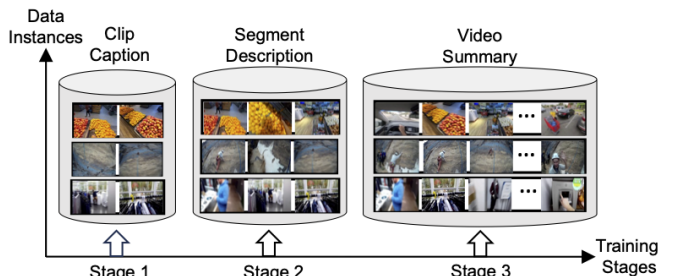 Data
Instances
Clip
Caption
Segment
Description
Video
Summary
...
...
...
Training
Stages
Stage 1
Stage 2
Stage 3